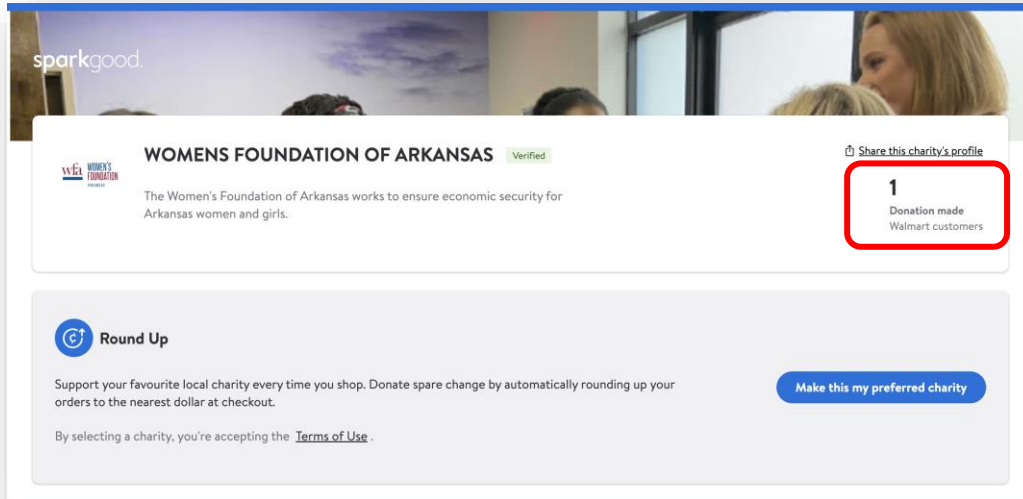 sparkgood.
WOMENS FOUNDATION OF ARKANSAS Verified
Share this charity's profile
wfa WOMEN'S
FOUNDATION
The Women's Foundation of Arkansas works to ensure economic security for
Arkansas women and girls.
1
Donation made
Walmart customers
Round Up
Support your favourite local charity every time you shop. Donate spare change by automatically rounding up your
orders to the nearest dollar at checkout.
Make this my preferred charity
By selecting a charity, you're accepting the Terms of Use .